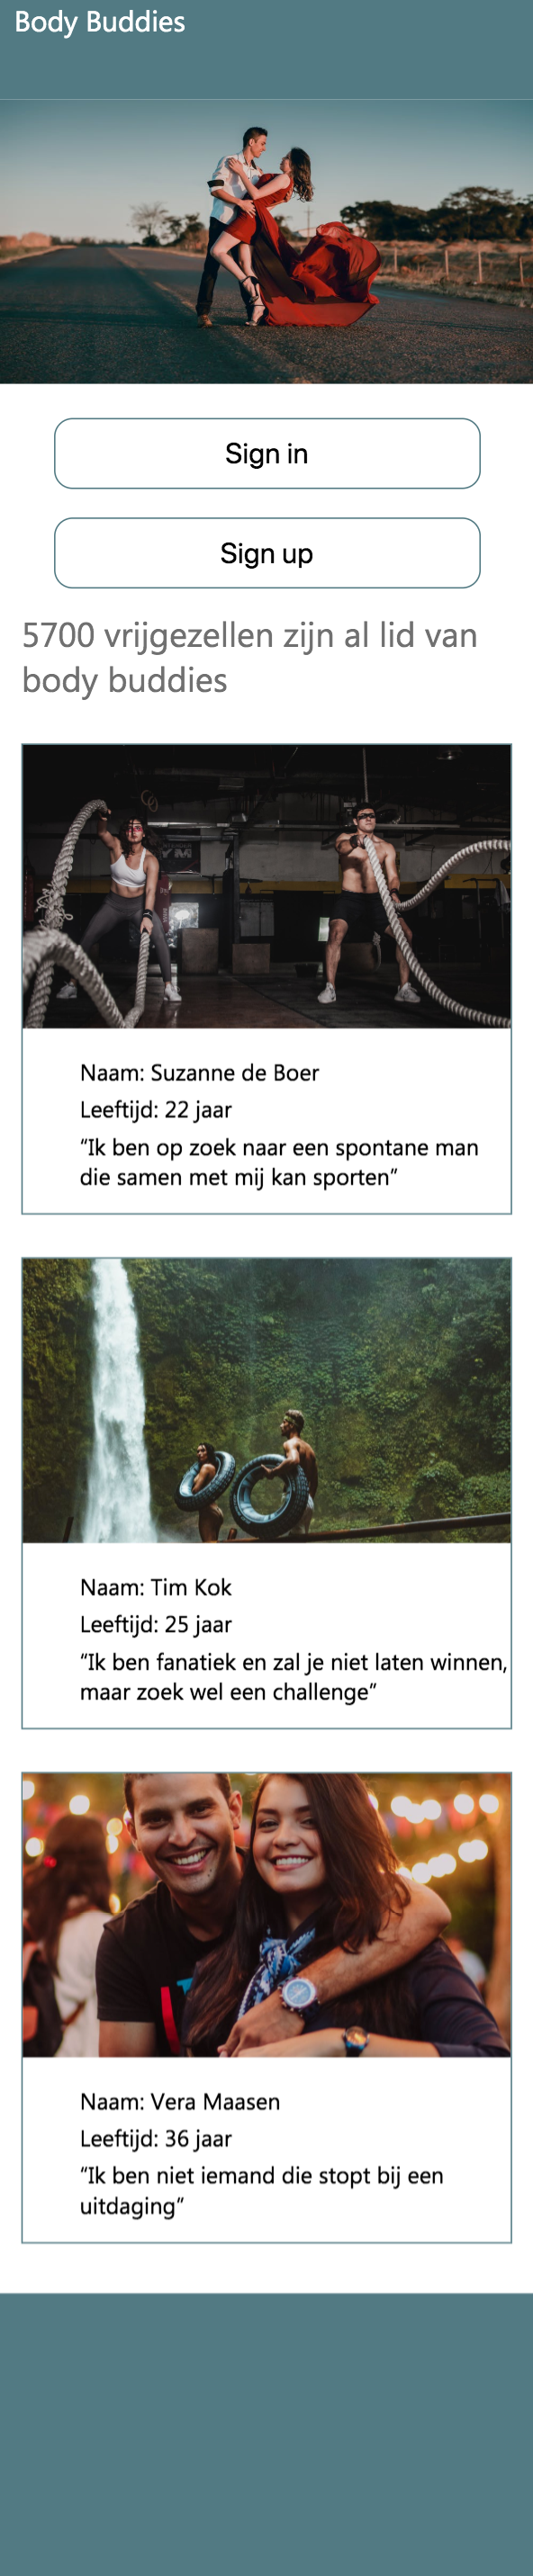 Body Buddies
Sign in
Sign up
5700 vrijgezellen zijn al lid van
body buddies
Naam: Suzanne de Boer
Leeftijd: 22 jaar
“Ik ben op zoek naar een spontane man
die samen met mij kan sporten”
Naam: Tim Kok
Leeftijd: 25 jaar
“Ik ben fanatiek en zal je niet laten winnen,
maar zoek wel een challenge”
Naam: Vera Maasen
Leeftijd: 36 jaar
“Ik ben niet iemand die stopt bij een
uitdaging”